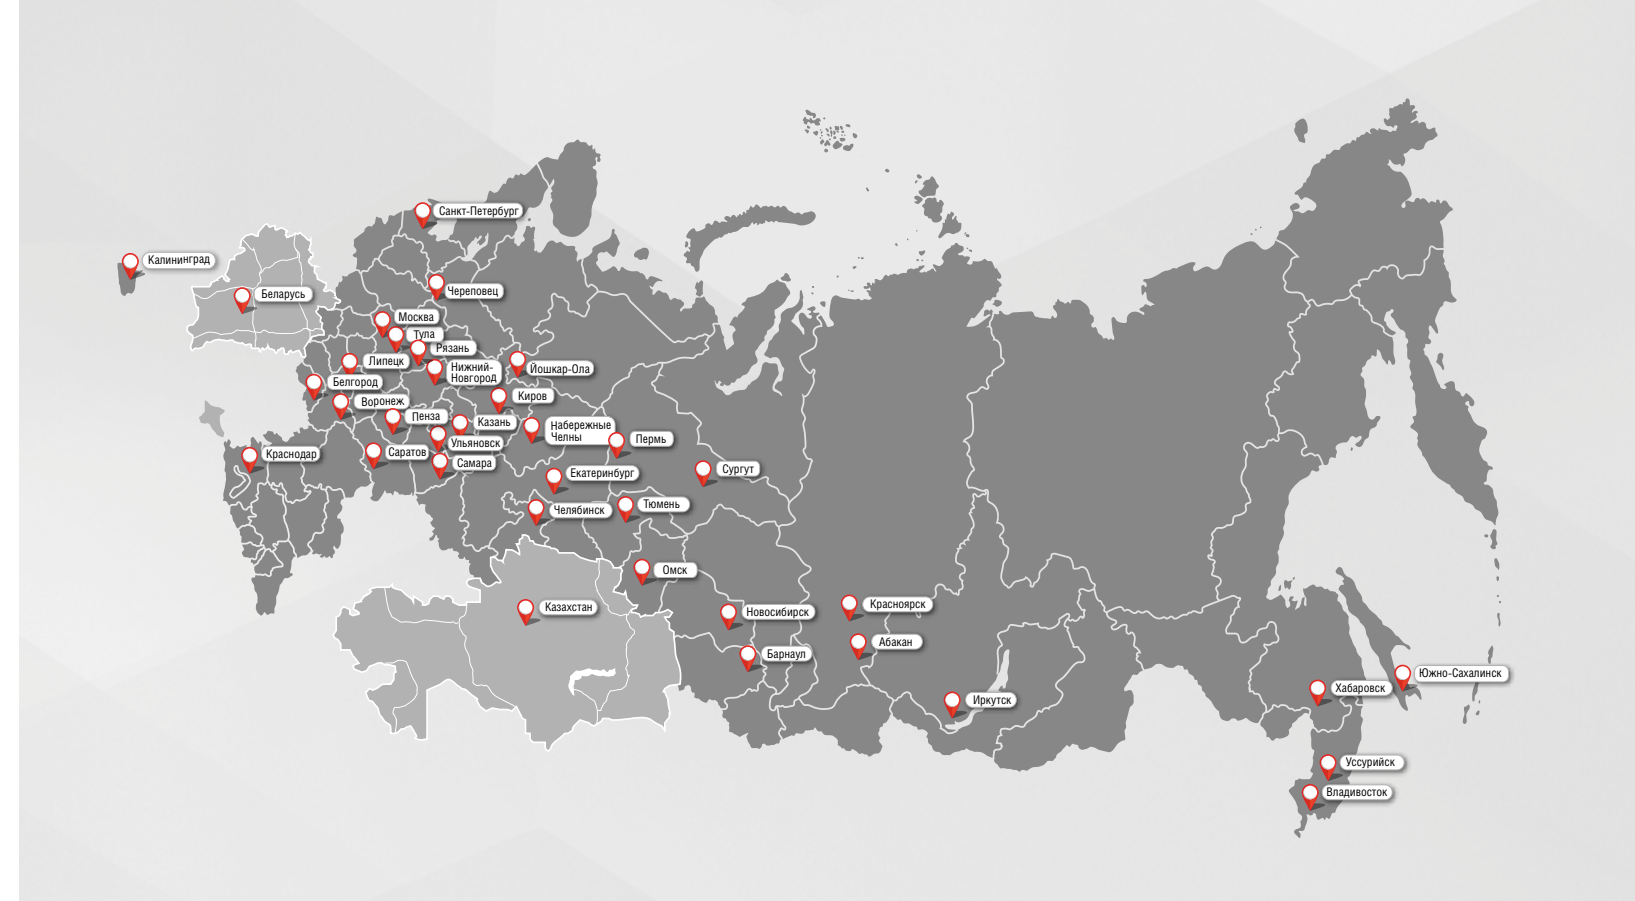 Санкт-Петербург
Калининград
Беларусь
Череповец
Москва
Тула
Рязань
Липецк
Нижний-
Новгород
Йошкар-Ола
Белгород
Киров
Воронеж
Пенза
Казань
Набережные
Челны
Пермь
Ульяновск
Краснодар
Саратов
Самара
Сургут
Екатеринбург
Тюмень
Челябинск
Омск
Казахстан
Новосибирск
Красноярск
Абакан
Барнаул
Иркутск
Южно-Сахалинск
Хабаровск
Уссурийск
Владивосток